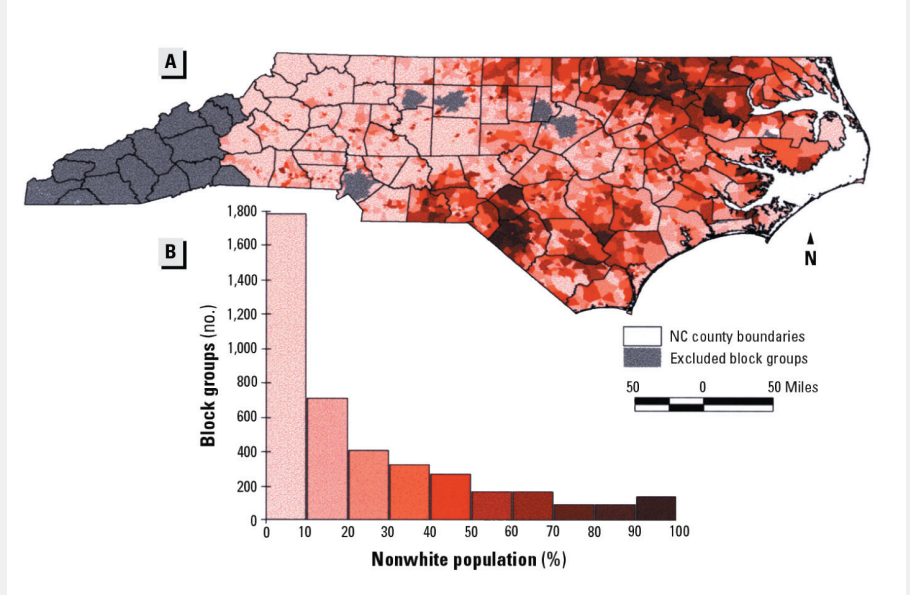 A
B
1,800
1,600
1,400
1,200
1,000
800
600
400
200
0
Block groups (no.)
0 10 20 30 40 50 60 70 80 90 100
Nonwhite population (%)
N
NC county boundaries
Excluded block groups
50 0 50 Miles